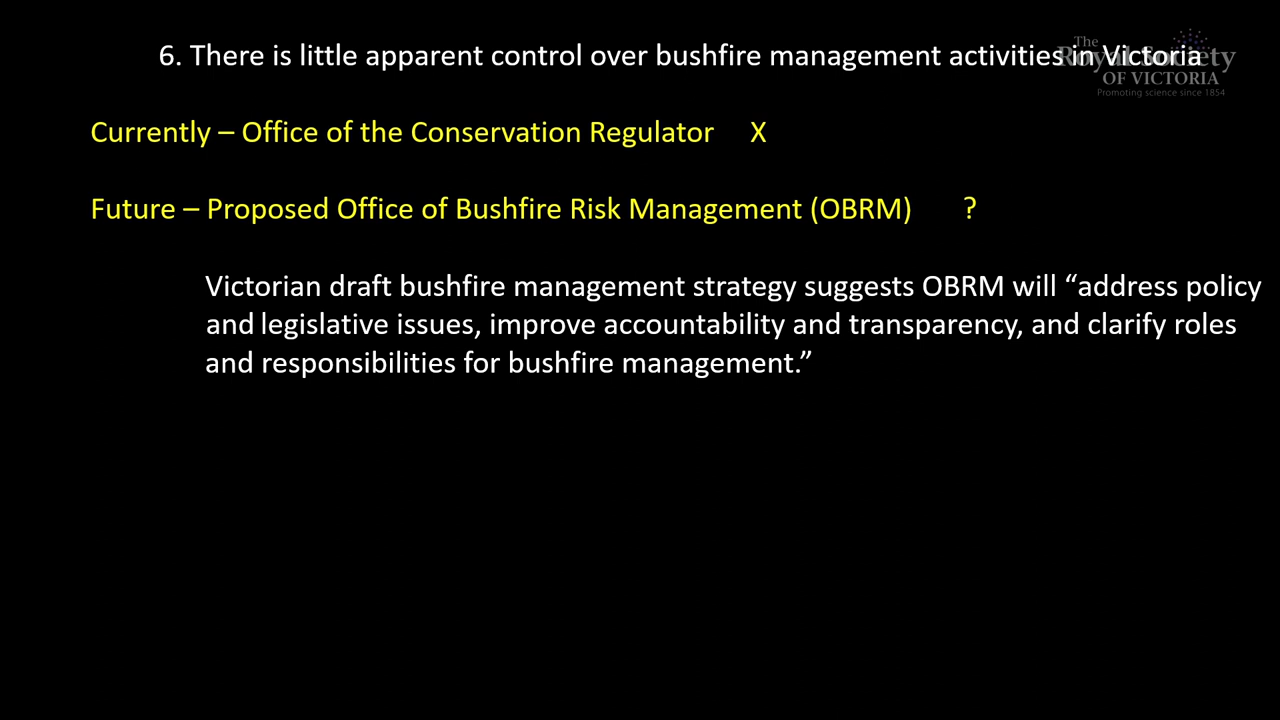 6. There is little apparent control over bushfire management activities in Victoria
The
Royal Society
OF VICTORIA
Promoting science since 1854
Currently – Office of the Conservation Regulator X
Future – Proposed Office of Bushfire Risk Management (OBRM) ?
Victorian draft bushfire management strategy suggests OBRM will “address policy
and legislative issues, improve accountability and transparency, and clarify roles
and responsibilities for bushfire management.”